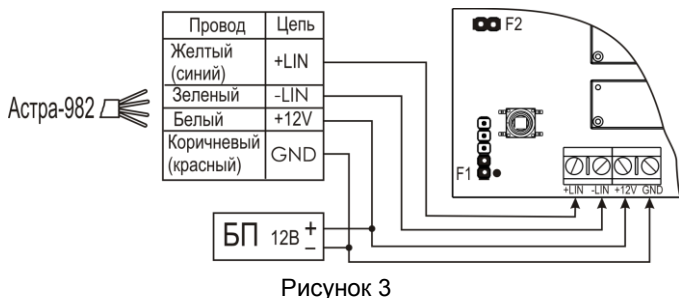 Провод Цепь
Желтый
(синий) +LIN
Зеленый -LIN
Белый +12V
Коричневый
(красный) GND
Астра-982
БП 12В + −
F2
F1
+LIN -LIN +12V GND
Рисунок 3